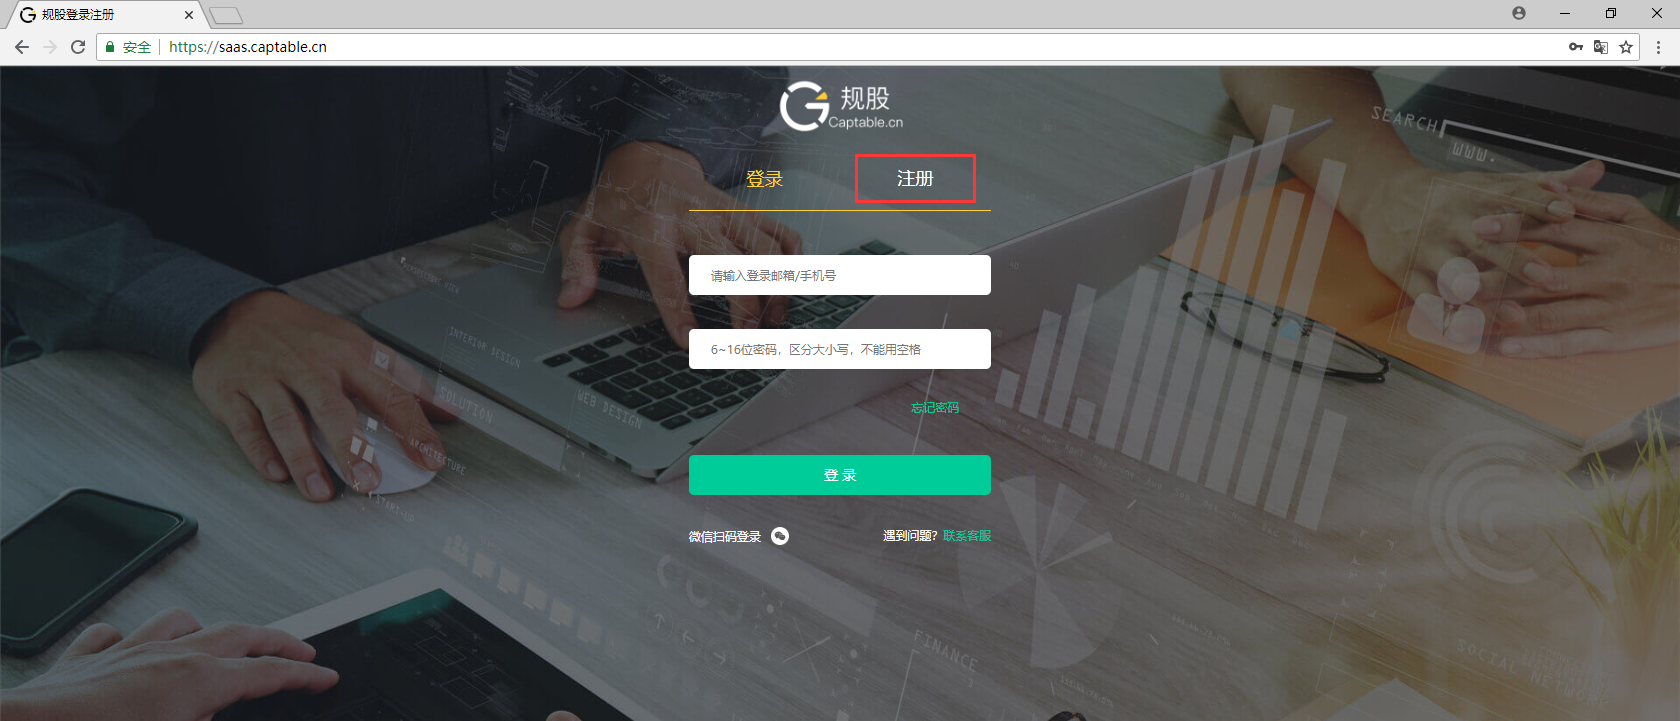 规股登录注册
安全 https://saas.captable.cn
规股
Captable.cn
登录 注册
请输入登录邮箱/手机号
6~16位密码，区分大小写，不能用空格
忘记密码
登 录
微信扫码登录 遇到问题? 联系客服
SEARCH
WWW.
INTERIOR DESIGN
SOLUTION
WEB DESIGN
ARCHITECTURE
START-UP
FINANCE
SOCIAL NETWORK